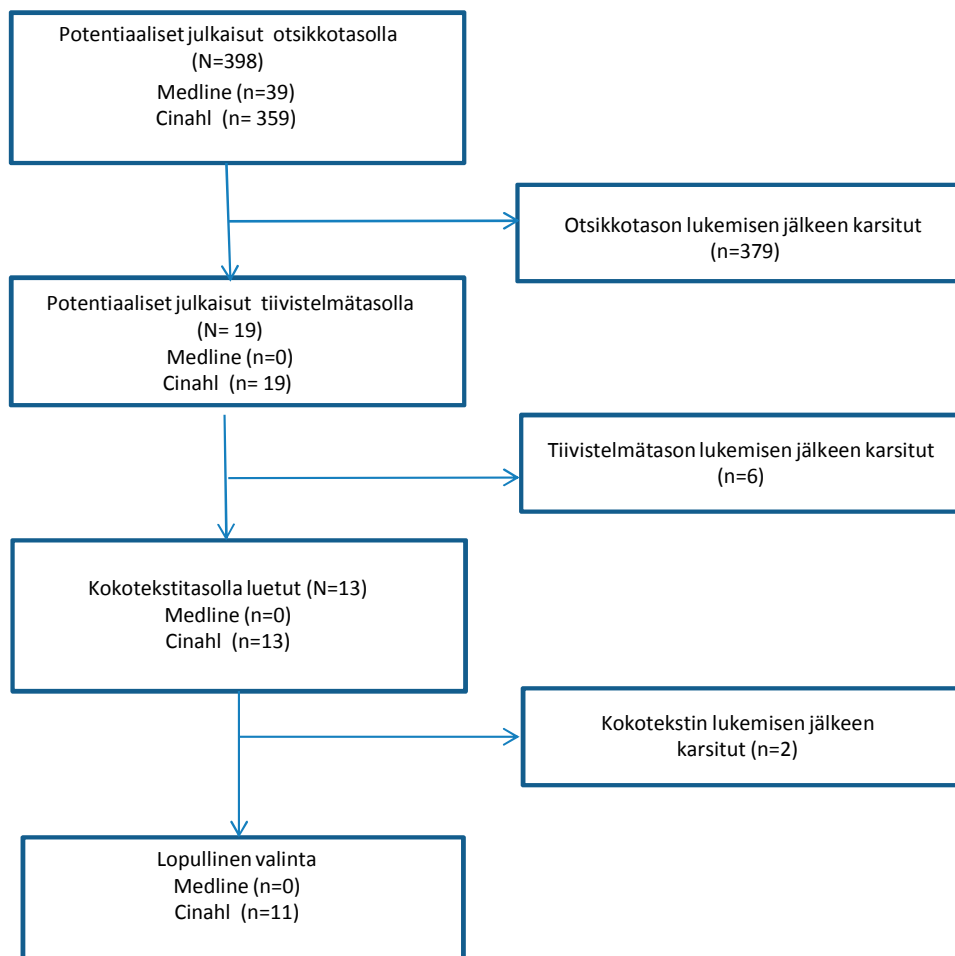 Potentiaaliset julkaisut otsikkotasolla
(N=398)
Medline (n=39)
Cinahl (n= 359)
Otsikkotason lukemisen jälkeen karsitut
(n=379)
Potentiaaliset julkaisut tiivistelmätasolla
(N= 19)
Medline (n=0)
Cinahl (n= 19)
Tiivistelmätason lukemisen jälkeen karsitut
(n=6)
Kokotekstitasolla luetut (N=13)
Medline (n=0)
Cinahl (n=13)
Kokotekstin lukemisen jälkeen
karsitut (n=2)
Lopullinen valinta
Medline (n=0)
Cinahl (n=11)